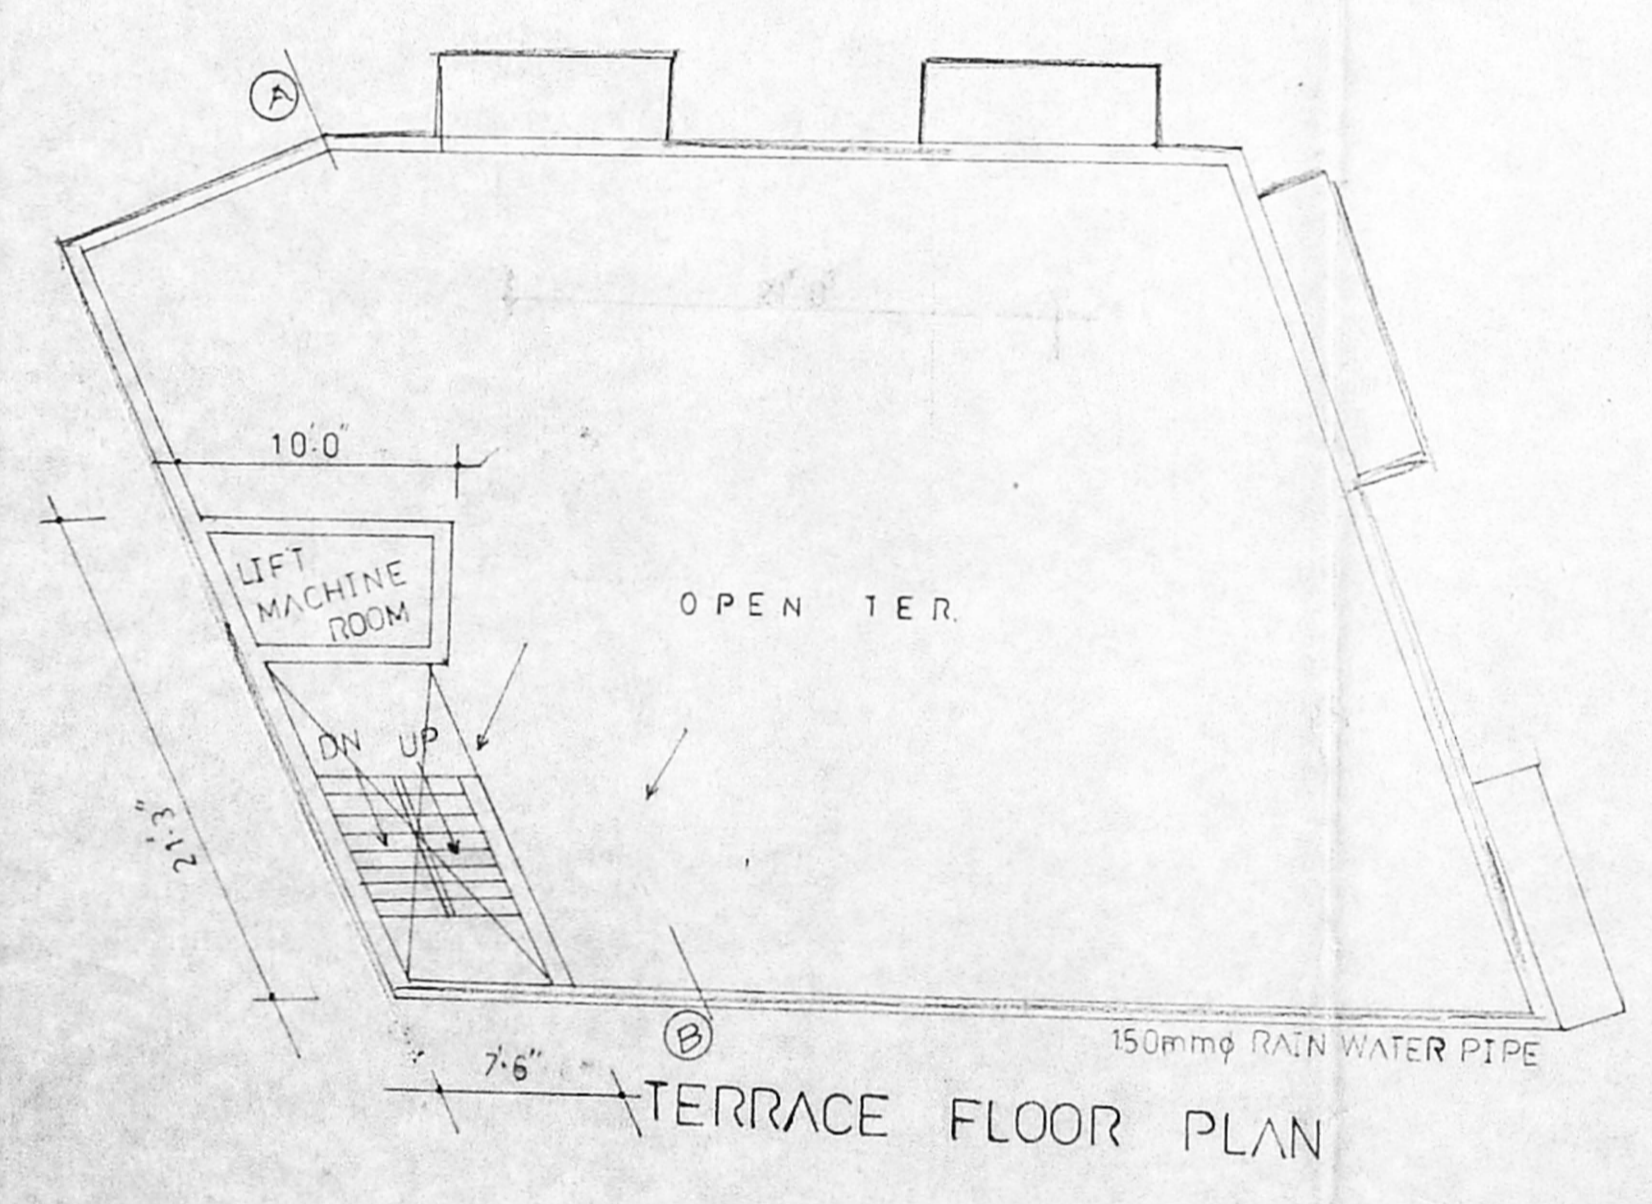 A
10'.0"
LIFT
MACHINE
ROOM
OPEN TER.
DN UP
21'.3"
B
150mmφ RAIN WATER PIPE
7'.6"
TERRACE FLOOR PLAN